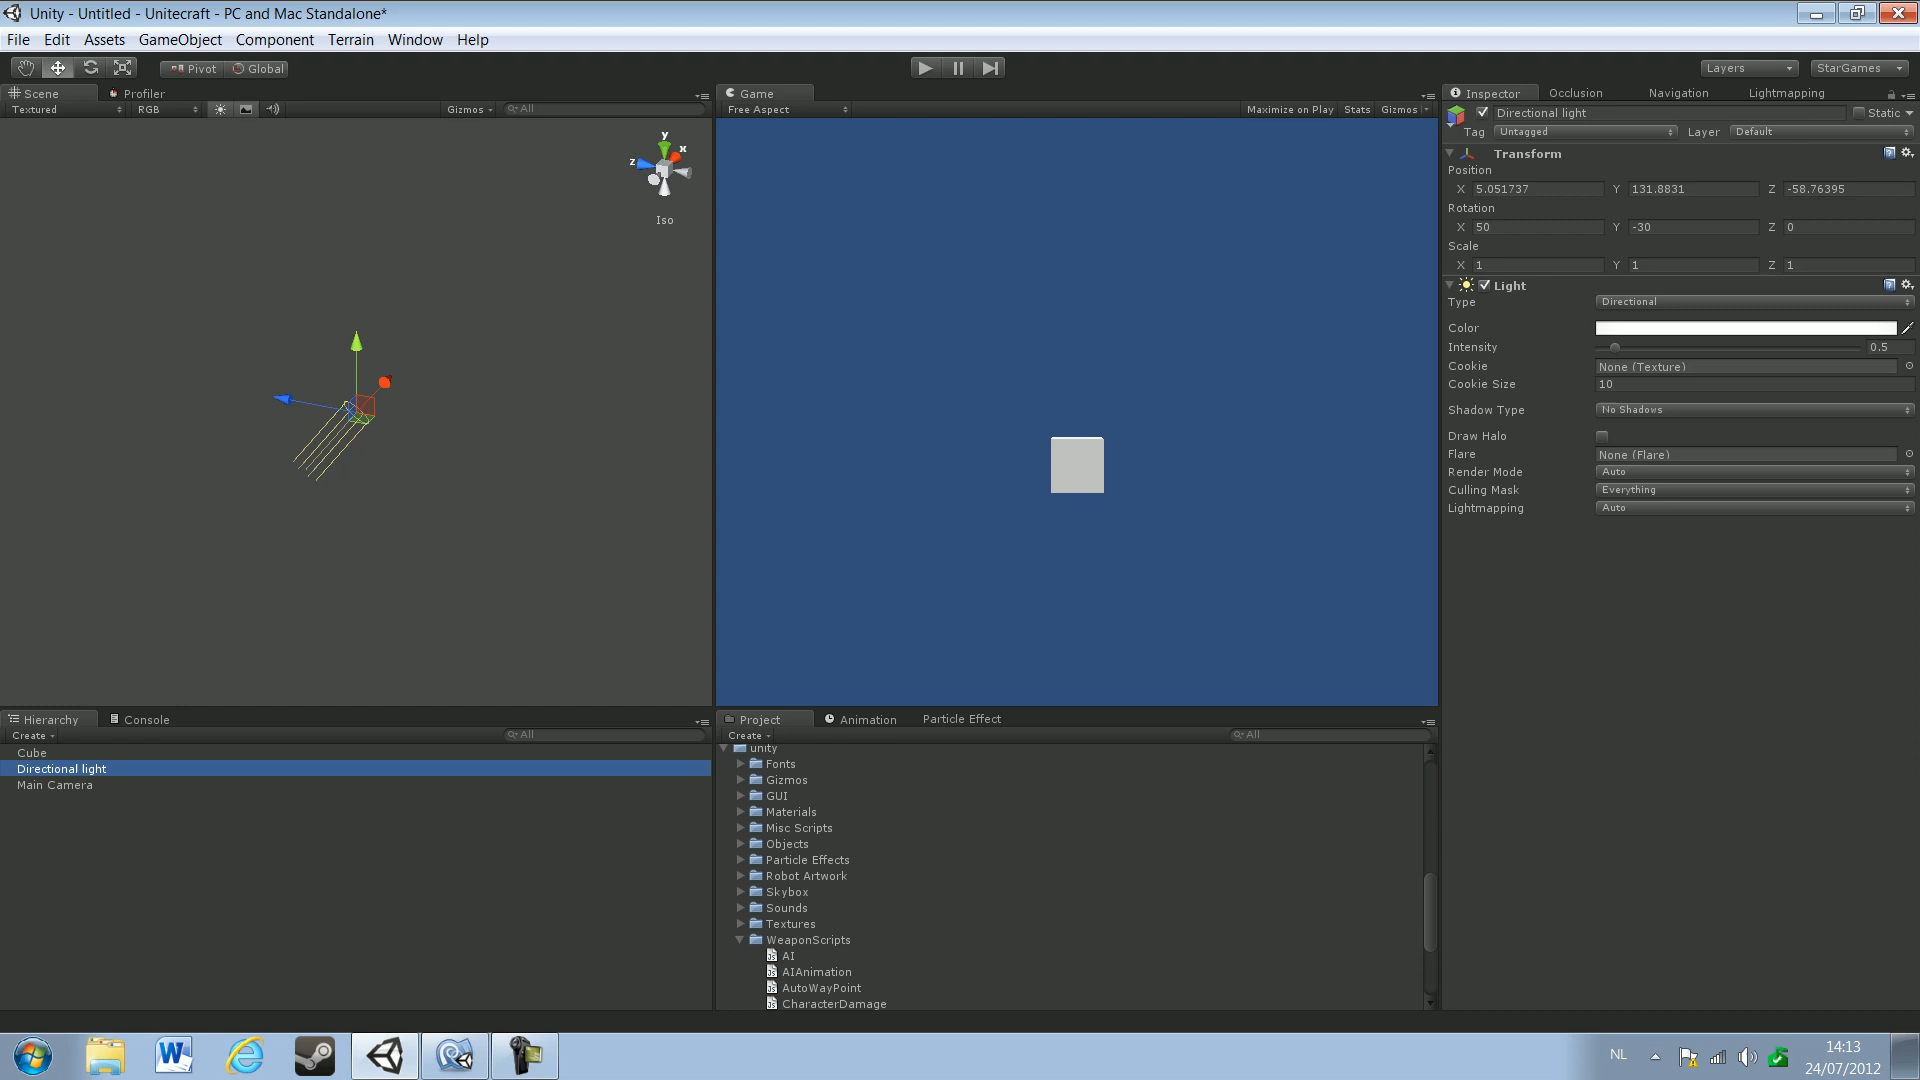 Unity - Untitled - Unitecraft - PC and Mac Standalone*
File Edit Assets GameObject Component Terrain Window Help
Pivot Global Layers StarGames
Scene Profiler
Textured RGB Gizmos All
y
x
z
Iso
Game
Free Aspect Maximize on Play Stats Gizmos
Inspector Occlusion Navigation Lightmapping
Directional light Static
Tag Untagged Layer Default
Transform
Position
X 5.051737 Y 131.8831 Z -58.76395
Rotation
X 50 Y -30 Z 0
Scale
X 1 Y 1 Z 1
Light
Type Directional
Color
Intensity 0.5
Cookie None (Texture)
Cookie Size 10
Shadow Type No Shadows
Draw Halo
Flare None (Flare)
Render Mode Auto
Culling Mask Everything
Lightmapping Auto
Hierarchy Console
Create All
Cube
Directional light
Main Camera
Project Animation Particle Effect
Create All
unity
Fonts
Gizmos
GUI
Materials
Misc Scripts
Objects
Particle Effects
Robot Artwork
Skybox
Sounds
Textures
WeaponScripts
AI
AIAnimation
AutoWayPoint
CharacterDamage
NL 14:13
24/07/2012